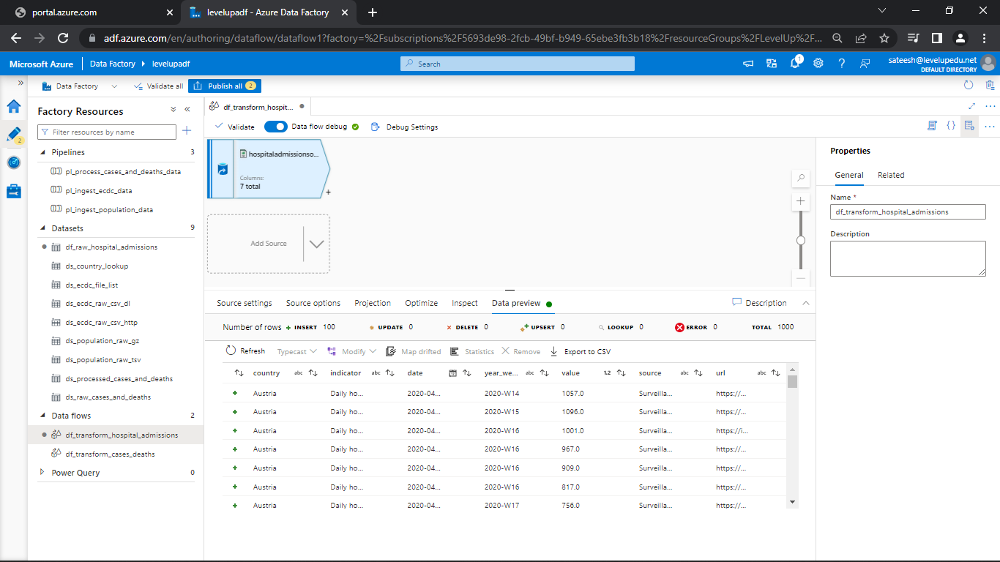 portal.azure.com
levelupadf - Azure Data Factory
adf.azure.com/en/authoring/dataflow/dataflow1?factory=%2Fsubscriptions%2F5693de98-2fcb-49bf-b949-65ebe3fb3b18%2FresourceGroups%2FLevelUp%2F...
Microsoft Azure
Data Factory
levelupadf
Search
1
sateesh@levelupedu.net
DEFAULT DIRECTORY
Data Factory
Validate all
Publish all 2
2
Factory Resources
Filter resources by name
Pipelines 3
pl_process_cases_and_deaths_data
pl_ingest_ecdc_data
pl_ingest_population_data
Datasets 9
df_raw_hospital_admissions
ds_country_lookup
ds_ecdc_file_list
ds_ecdc_raw_csv_dl
ds_ecdc_raw_csv_http
ds_population_raw_gz
ds_population_raw_tsv
ds_processed_cases_and_deaths
ds_raw_cases_and_deaths
Data flows 2
df_transform_hospital_admissions
df_transform_cases_deaths
Power Query 0
df_transform_hospit...
Validate Data flow debug Debug Settings
hospitaladmissionso...
Columns:
7 total
Add Source
Source settings Source options Projection Optimize Inspect Data preview Description
Number of rows INSERT 100 UPDATE 0 DELETE 0 UPSERT 0 LOOKUP 0 ERROR 0 TOTAL 1000
Refresh Typecast Modify Map drifted Statistics Remove Export to CSV
country abc indicator abc date year_we... abc value 1.2 source abc url abc
Austria Daily ho... 2020-04... 2020-W14 1057.0 Surveilla... https://...
Austria Daily ho... 2020-04... 2020-W15 1096.0 Surveilla... https://...
Austria Daily ho... 2020-04... 2020-W16 1001.0 Surveilla... https://i...
Austria Daily ho... 2020-04... 2020-W16 967.0 Surveilla... https://...
Austria Daily ho... 2020-04... 2020-W16 909.0 Surveilla... https://...
Austria Daily ho... 2020-04... 2020-W16 817.0 Surveilla... https://...
Austria Daily ho... 2020-04... 2020-W17 756.0 Surveilla... https://...
Properties
General Related
Name *
df_transform_hospital_admissions
Description